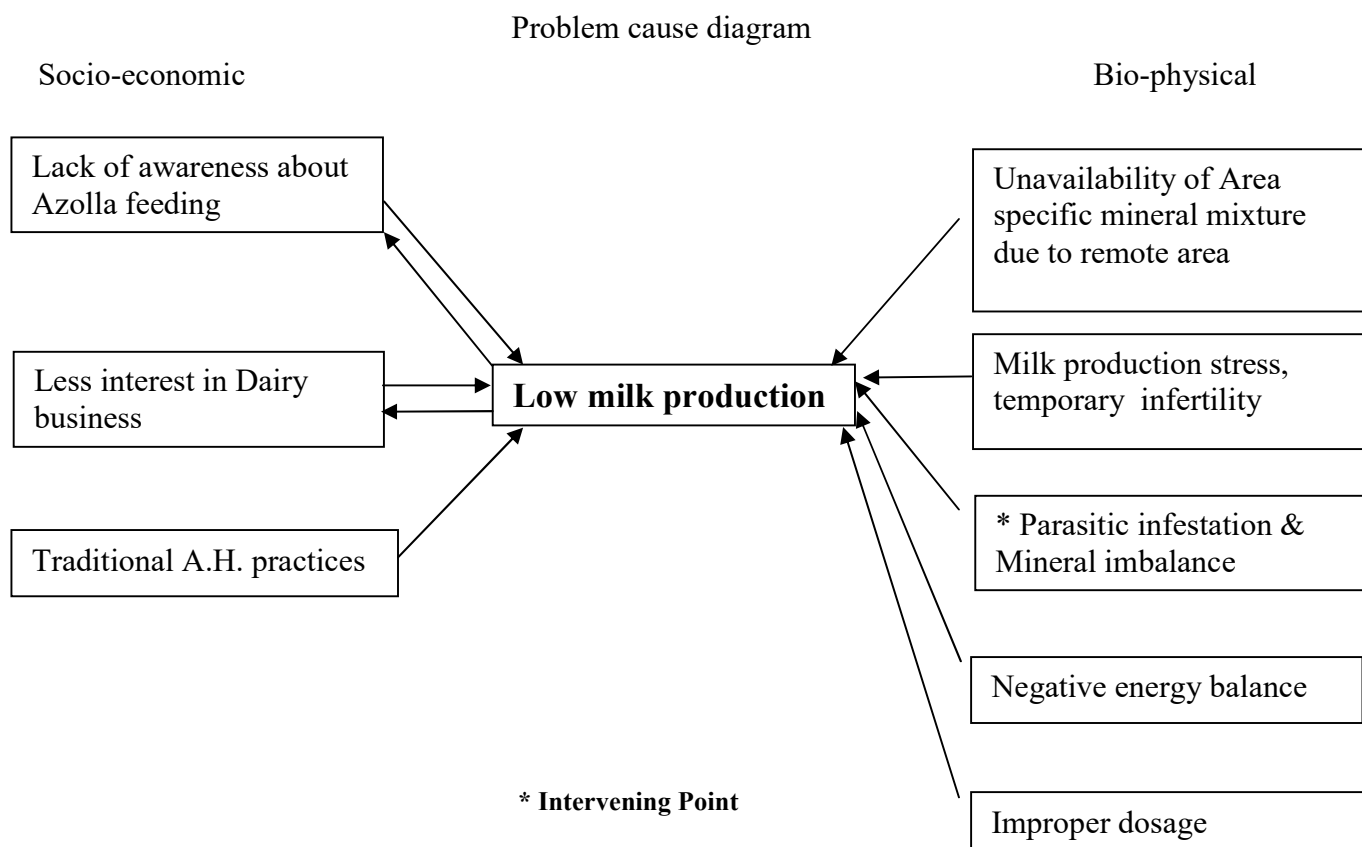 Problem cause diagram
Socio-economic
Bio-physical
Lack of awareness about
Azolla feeding
Less interest in Dairy
business
Traditional A.H. practices
Low milk production
Unavailability of Area
specific mineral mixture
due to remote area
Milk production stress,
temporary infertility
* Parasitic infestation &
Mineral imbalance
Negative energy balance
Improper dosage
* Intervening Point